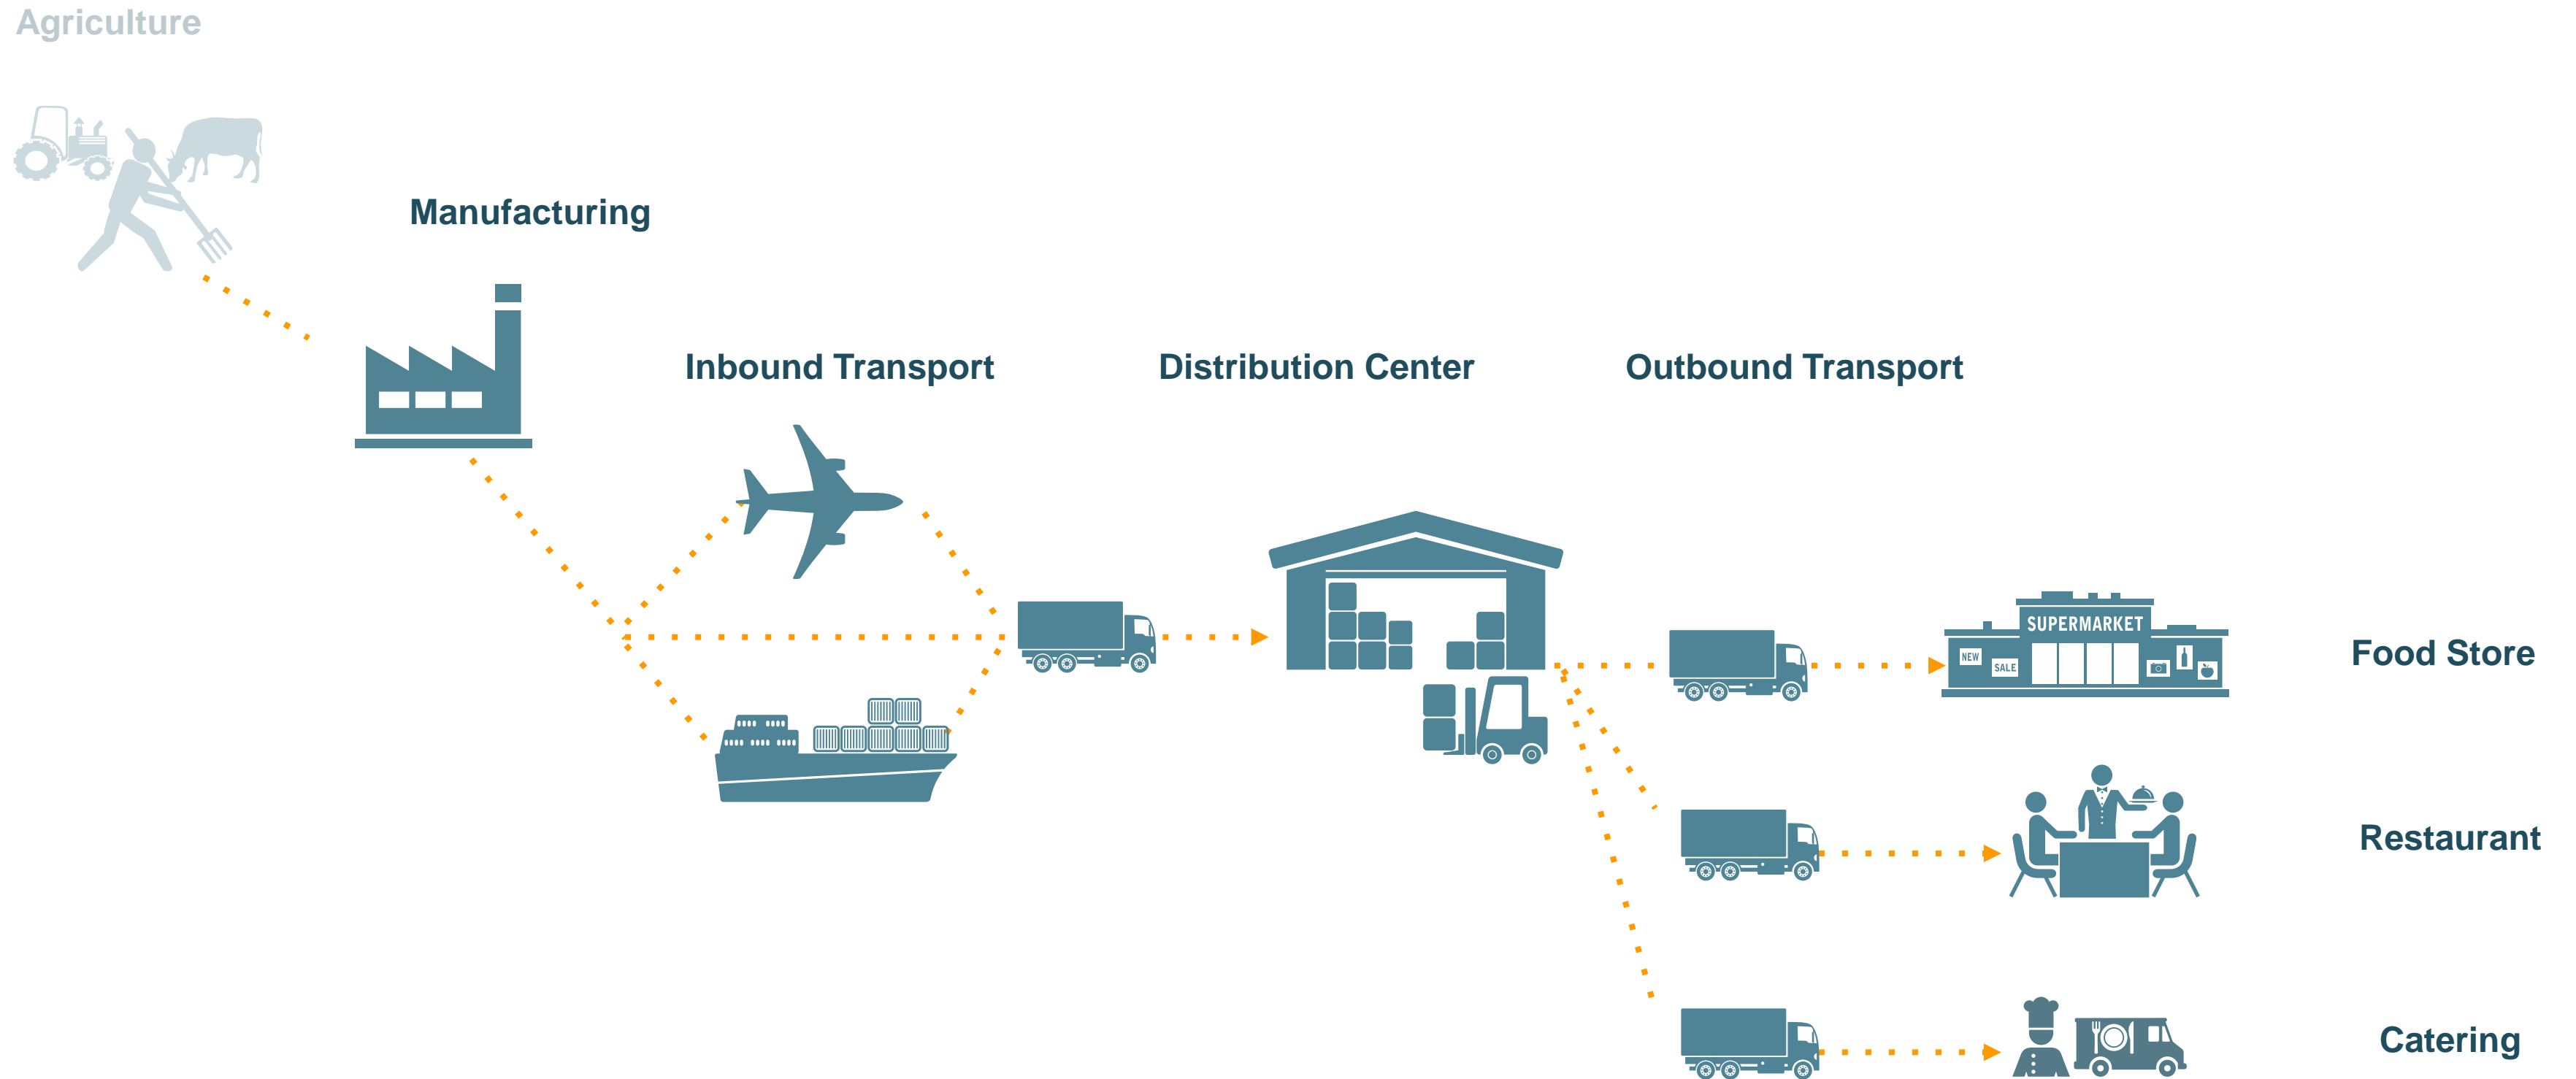 Agriculture
Manufacturing
Inbound Transport
Distribution Center
Outbound Transport
SUPERMARKET
NEW
SALE
Food Store
Restaurant
Catering